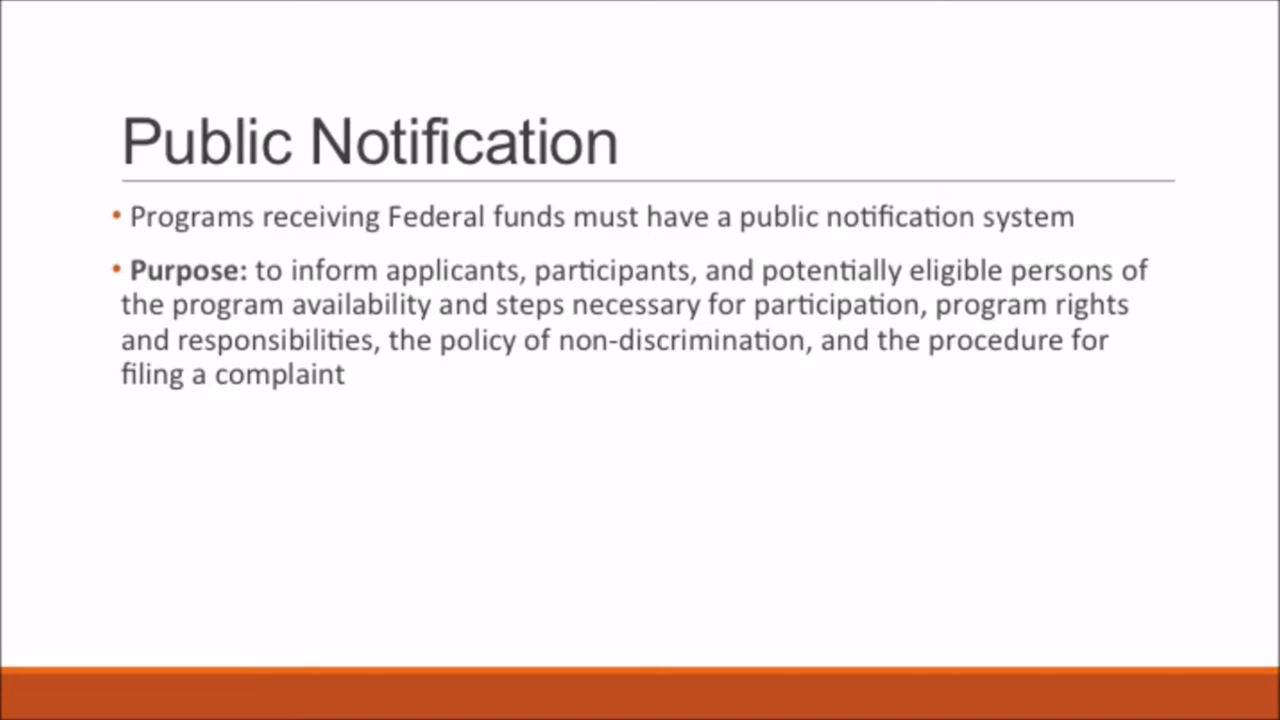 Public Notification
• Programs receiving Federal funds must have a public notification system
• Purpose: to inform applicants, participants, and potentially eligible persons of
the program availability and steps necessary for participation, program rights
and responsibilities, the policy of non-discrimination, and the procedure for
filing a complaint